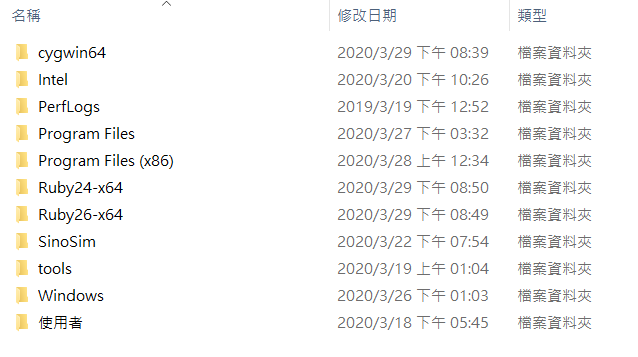 名稱 修改日期 類型
cygwin64 2020/3/29 下午 08:39 檔案資料夾
Intel 2020/3/20 下午 10:26 檔案資料夾
PerfLogs 2019/3/19 下午 12:52 檔案資料夾
Program Files 2020/3/27 下午 03:32 檔案資料夾
Program Files (x86) 2020/3/28 上午 12:34 檔案資料夾
Ruby24-x64 2020/3/29 下午 08:50 檔案資料夾
Ruby26-x64 2020/3/29 下午 08:49 檔案資料夾
SinoSim 2020/3/22 下午 07:54 檔案資料夾
tools 2020/3/19 上午 01:04 檔案資料夾
Windows 2020/3/26 下午 01:03 檔案資料夾
使用者 2020/3/18 下午 05:45 檔案資料夾